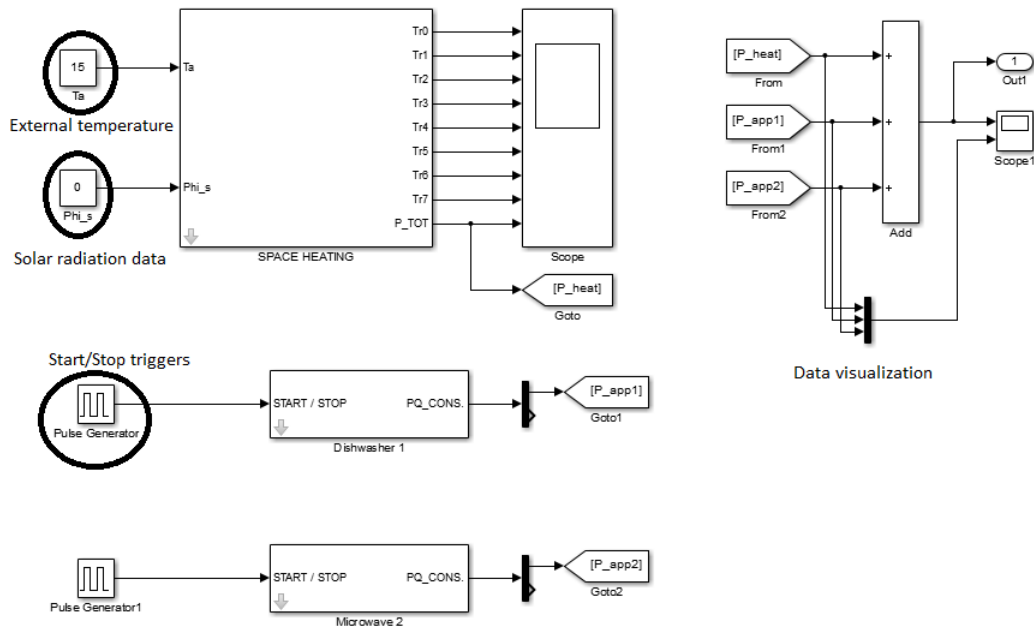 15
Ta
External temperature
0
Phi_s
Solar radiation data
Ta
Phi_s
Tr0
Tr1
Tr2
Tr3
Tr4
Tr5
Tr6
Tr7
P_TOT
SPACE HEATING
Scope
[P_heat]
Goto
[P_heat]
From
[P_app1]
From1
[P_app2]
From2
+
+
+
Add
1
Out1
Scope1
Data visualization
Start/Stop triggers
Pulse Generator
START / STOP
PQ_CONS.
Dishwasher 1
[P_app1]
Goto1
Pulse Generator1
START / STOP
PQ_CONS.
Microwave 2
[P_app2]
Goto2